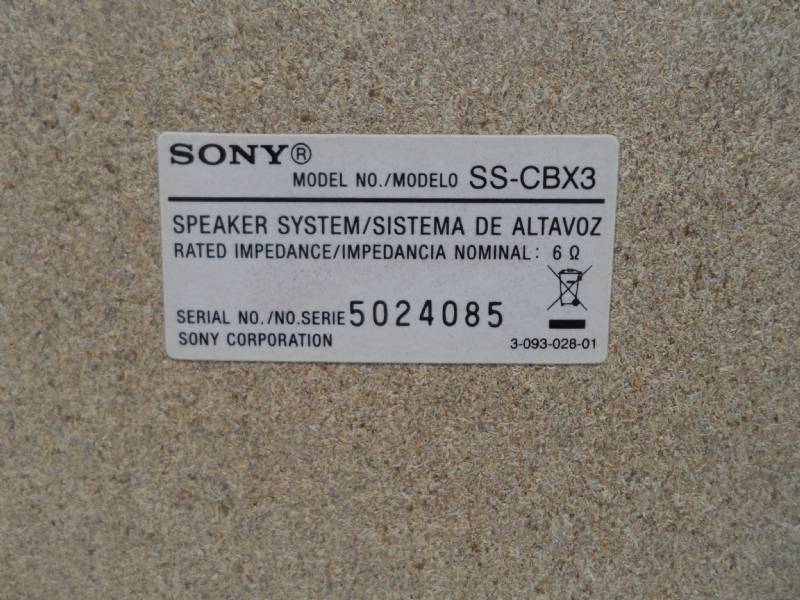 SONY®
MODEL NO./MODELO SS-CBX3
SPEAKER SYSTEM/SISTEMA DE ALTAVOZ
RATED IMPEDANCE/IMPEDANCIA NOMINAL: 6 Ω
SERIAL NO./NO.SERIE 5024085
SONY CORPORATION
3-093-028-01